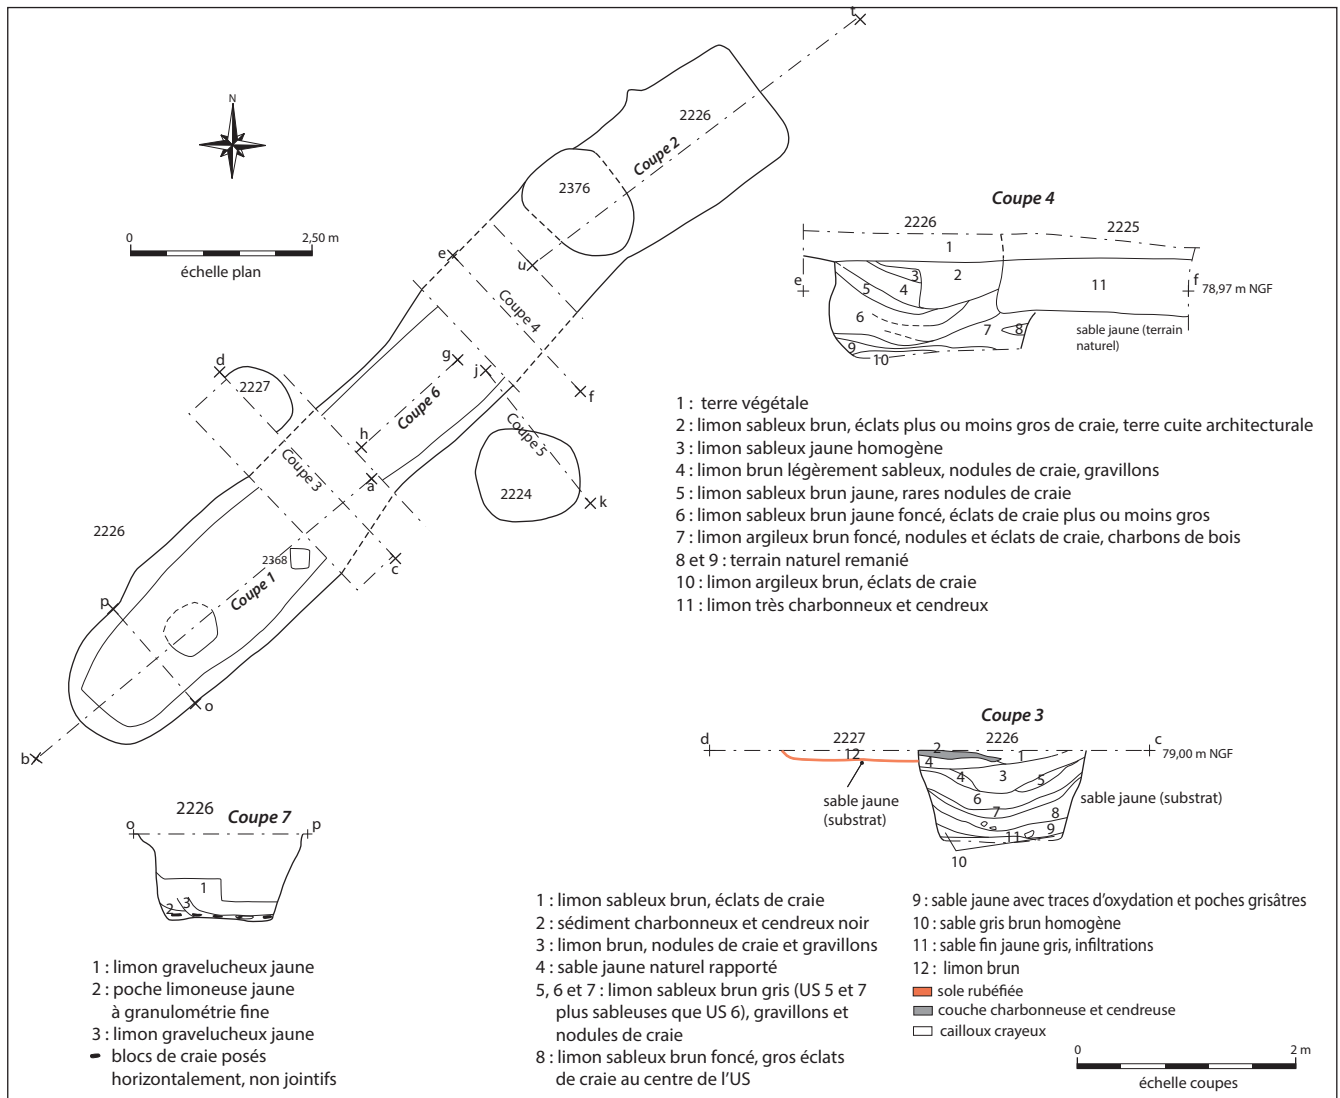 N
0 2,50 m
échelle plan
t
2226
Coupe 2
2376
e
u
Coupe 4
f
g
j
Coupe 6
h
d
2227
Coupe 3
a
Coupe 5
2224
k
c
2226
2368
Coupe 1
p
o
b
Coupe 4
2226 2225
1
e 3 2 f
5 4 11 78,97 m NGF
6 7 8
sable jaune (terrain
naturel)
9
10
1 : terre végétale
2 : limon sableux brun, éclats plus ou moins gros de craie, terre cuite architecturale
3 : limon sableux jaune homogène
4 : limon brun légèrement sableux, nodules de craie, gravillons
5 : limon sableux brun jaune, rares nodules de craie
6 : limon sableux brun jaune foncé, éclats de craie plus ou moins gros
7 : limon argileux brun foncé, nodules et éclats de craie, charbons de bois
8 et 9 : terrain naturel remanié
10 : limon argileux brun, éclats de craie
11 : limon très charbonneux et cendreux
Coupe 3
d 2227 2226 c
12 2 1 79,00 m NGF
4 4 3 5
sable jaune
(substrat)
6 sable jaune (substrat)
7 8
11 9
10
2226 Coupe 7
o p
1
2 3
1 : limon gravelucheux jaune
2 : poche limoneuse jaune
à granulométrie fine
3 : limon gravelucheux jaune
blocs de craie posés
horizontalement, non jointifs
1 : limon sableux brun, éclats de craie
2 : sédiment charbonneux et cendreux noir
3 : limon brun, nodules de craie et gravillons
4 : sable jaune naturel rapporté
5, 6 et 7 : limon sableux brun gris (US 5 et 7
plus sableuses que US 6), gravillons et
nodules de craie
8 : limon sableux brun foncé, gros éclats
de craie au centre de l'US
9 : sable jaune avec traces d'oxydation et poches grisâtres
10 : sable gris brun homogène
11 : sable fin jaune gris, infiltrations
12 : limon brun
sole rubéfiée
couche charbonneuse et cendreuse
cailloux crayeux
0 2 m
échelle coupes